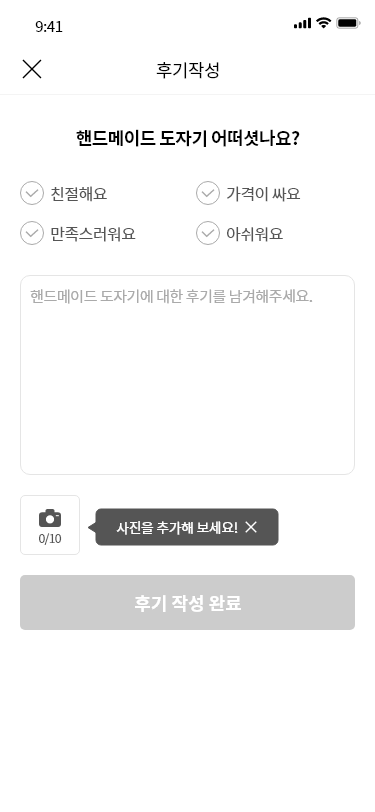 9:41
후기작성
핸드메이드 도자기 어떠셧나요?
친절해요
가격이 싸요
만족스러워요
아쉬워요
핸드메이드 도자기에 대한 후기를 남겨해주세요.
0/10
사진을 추가해 보세요!
후기 작성 완료